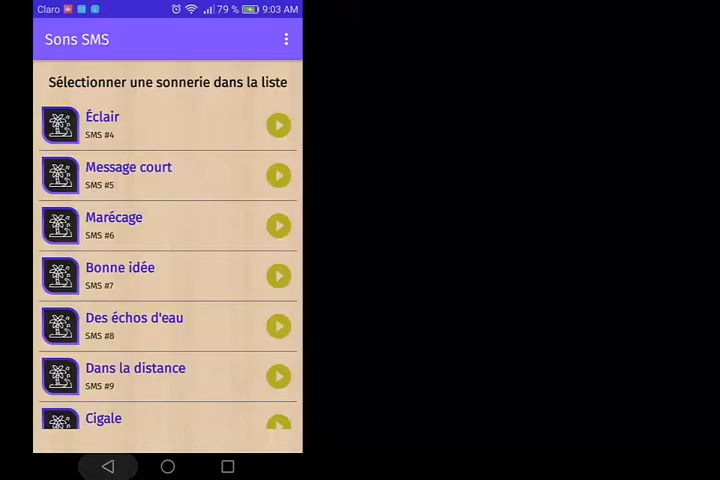 Claro 79 % 9:03 AM
Sons SMS
Sélectionner une sonnerie dans la liste
Éclair
SMS #4
Message court
SMS #5
Marécage
SMS #6
Bonne idée
SMS #7
Des échos d'eau
SMS #8
Dans la distance
SMS #9
Cigale